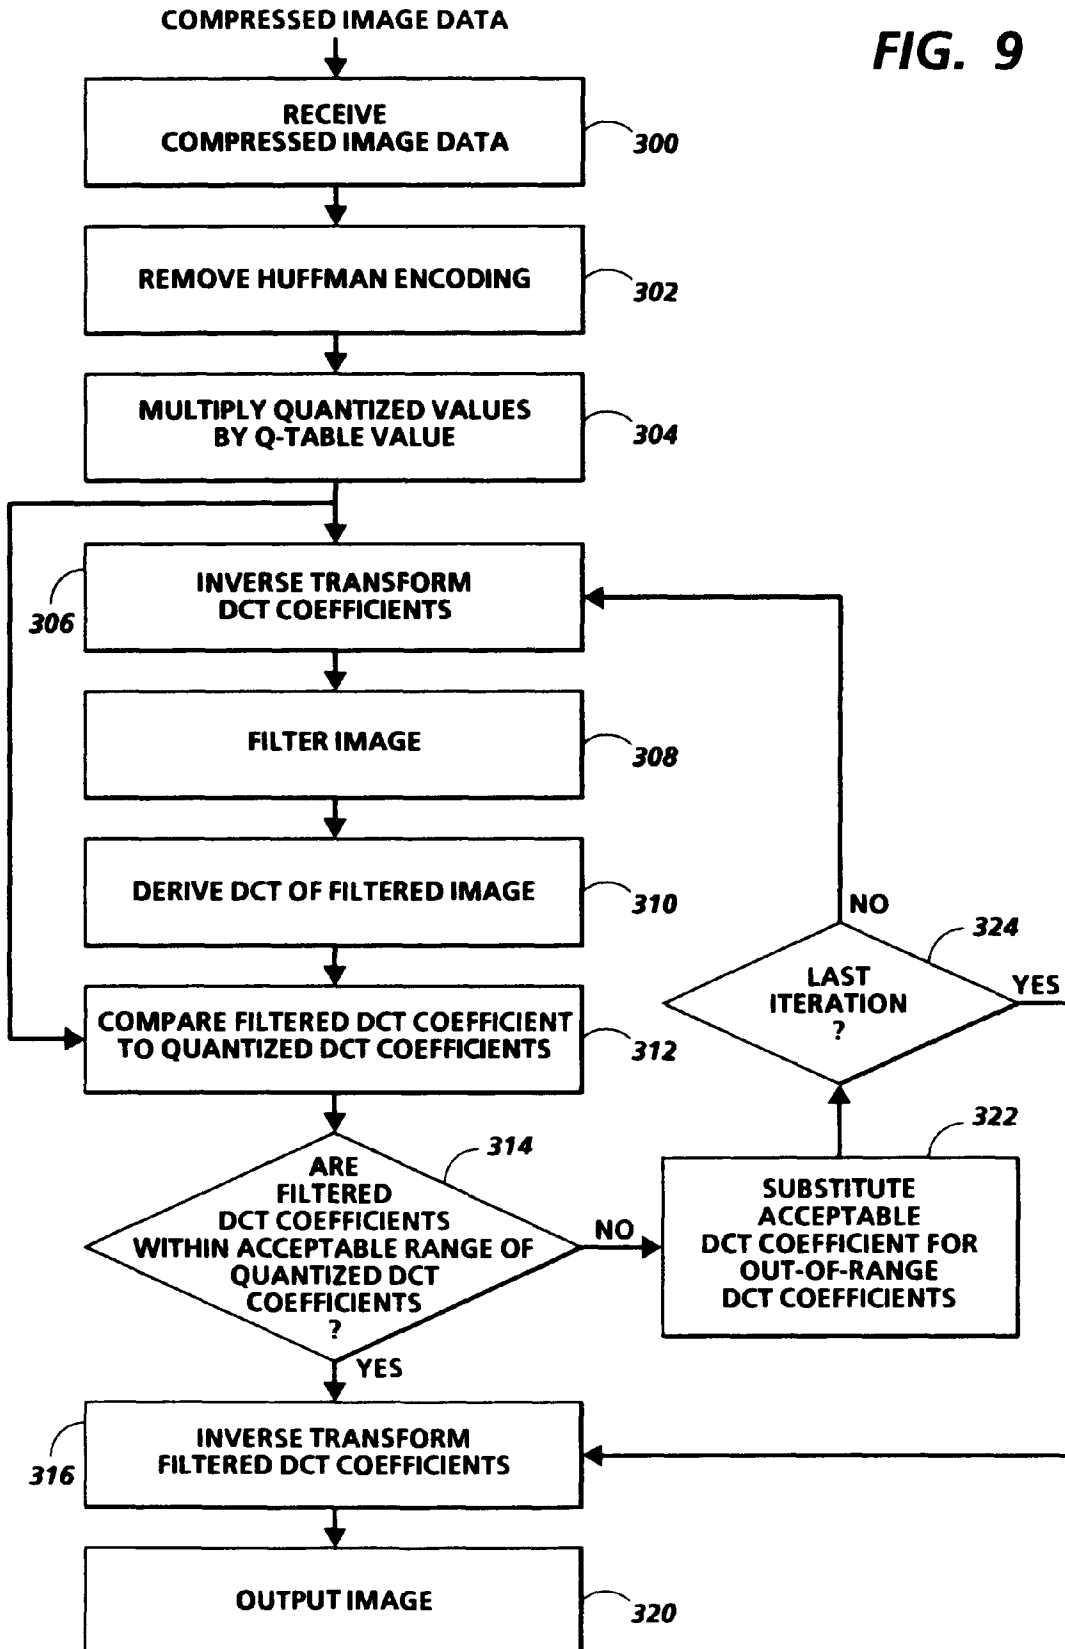 COMPRESSED IMAGE DATA
FIG. 9
RECEIVE
COMPRESSED IMAGE DATA
300
REMOVE HUFFMAN ENCODING
302
MULTIPLY QUANTIZED VALUES
BY Q-TABLE VALUE
304
INVERSE TRANSFORM
DCT COEFFICIENTS
306
FILTER IMAGE
308
DERIVE DCT OF FILTERED IMAGE
310
COMPARE FILTERED DCT COEFFICIENT
TO QUANTIZED DCT COEFFICIENTS
312
ARE
FILTERED
DCT COEFFICIENTS
WITHIN ACCEPTABLE RANGE OF
QUANTIZED DCT
COEFFICIENTS
?
314
NO
YES
SUBSTITUTE
ACCEPTABLE
DCT COEFFICIENT FOR
OUT-OF-RANGE
DCT COEFFICIENTS
322
LAST
ITERATION
?
324
NO
YES
INVERSE TRANSFORM
FILTERED DCT COEFFICIENTS
316
OUTPUT IMAGE
320